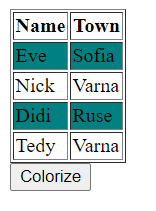 Name Town
Eve Sofia
Nick Varna
Didi Ruse
Tedy Varna
Colorize